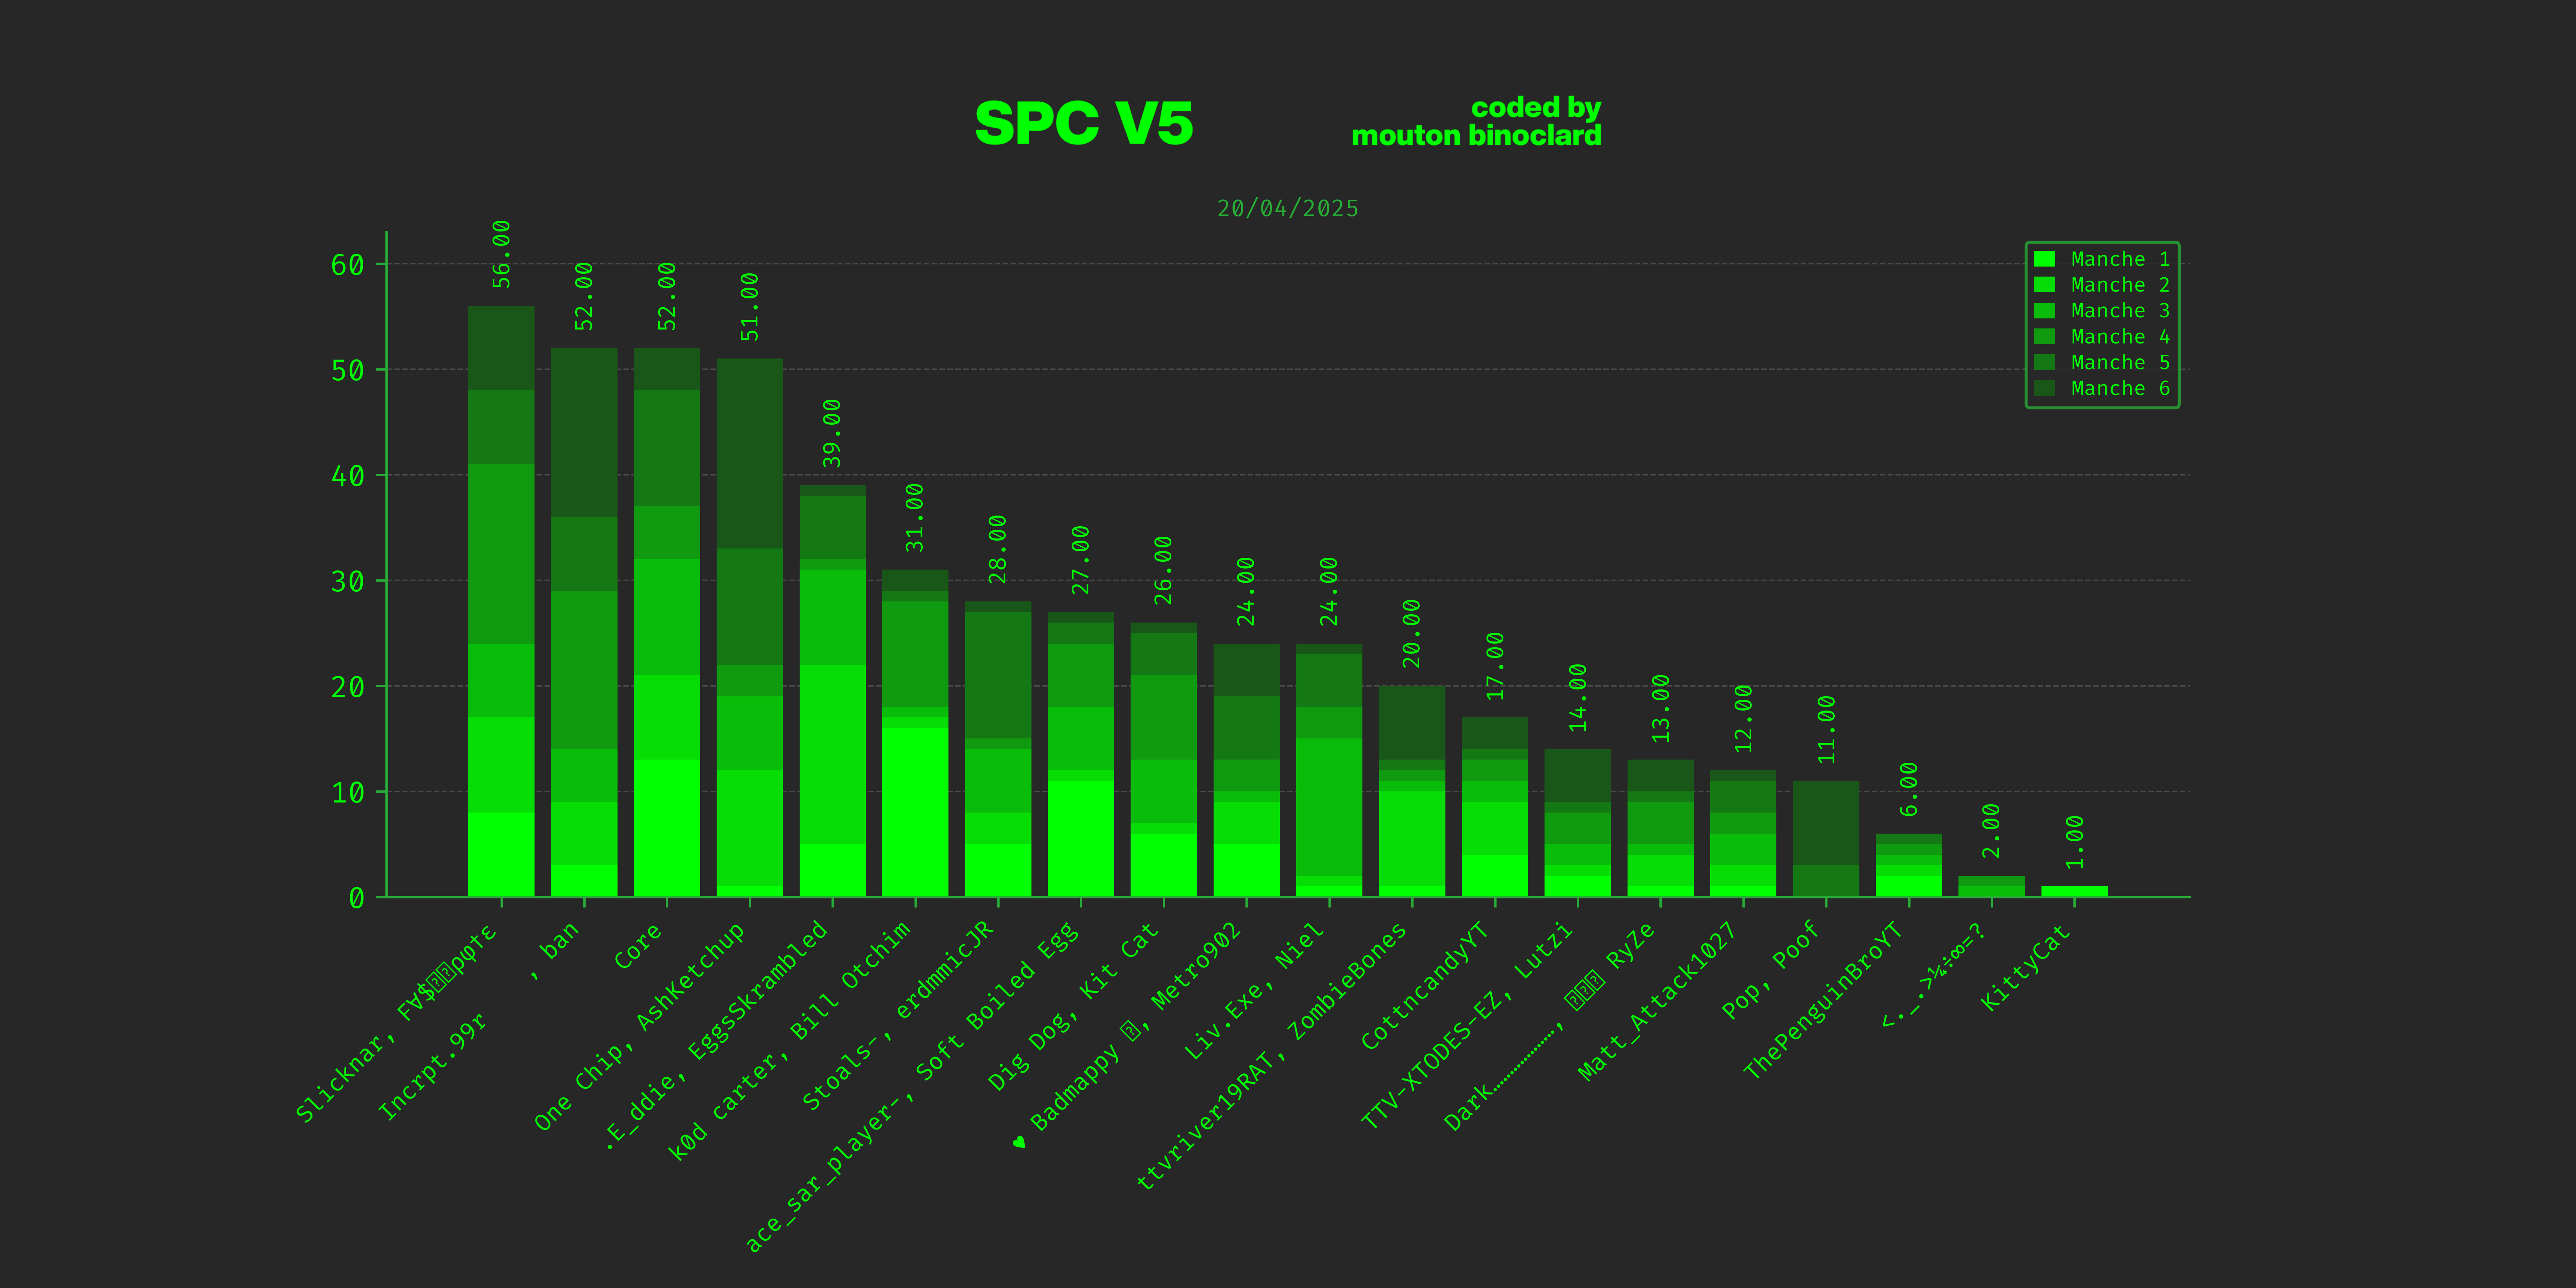 SPC V5
coded by
mouton binoclard
20/04/2025
60
50
40
30
20
10
0
56.00
52.00
52.00
51.00
39.00
31.00
28.00
27.00
26.00
24.00
24.00
20.00
17.00
14.00
13.00
12.00
11.00
6.00
2.00
1.00
Manche 1
Manche 2
Manche 3
Manche 4
Manche 5
Manche 6
Slicknar,
Incrpt.99r , ban
Core
One Chip, AshKetchup
.E_ddie, EggsSkrambled
k0d carter, Bill Otchim
Stoals-, erdmmicJR
ace_sar_player-, Soft Boiled Egg
Dig Dog, Kit Cat
♥ Badmappy , Metro902
Liv.Exe, Niel
ttvriver19RAT, ZombieBones
CottncandyYT
TTV-XTODES-EZ, Lutzi
RyZe
Matt_Attack1027
Pop, Poof
ThePenguinBroYT
<._.>¼÷∞=?
KittyCat